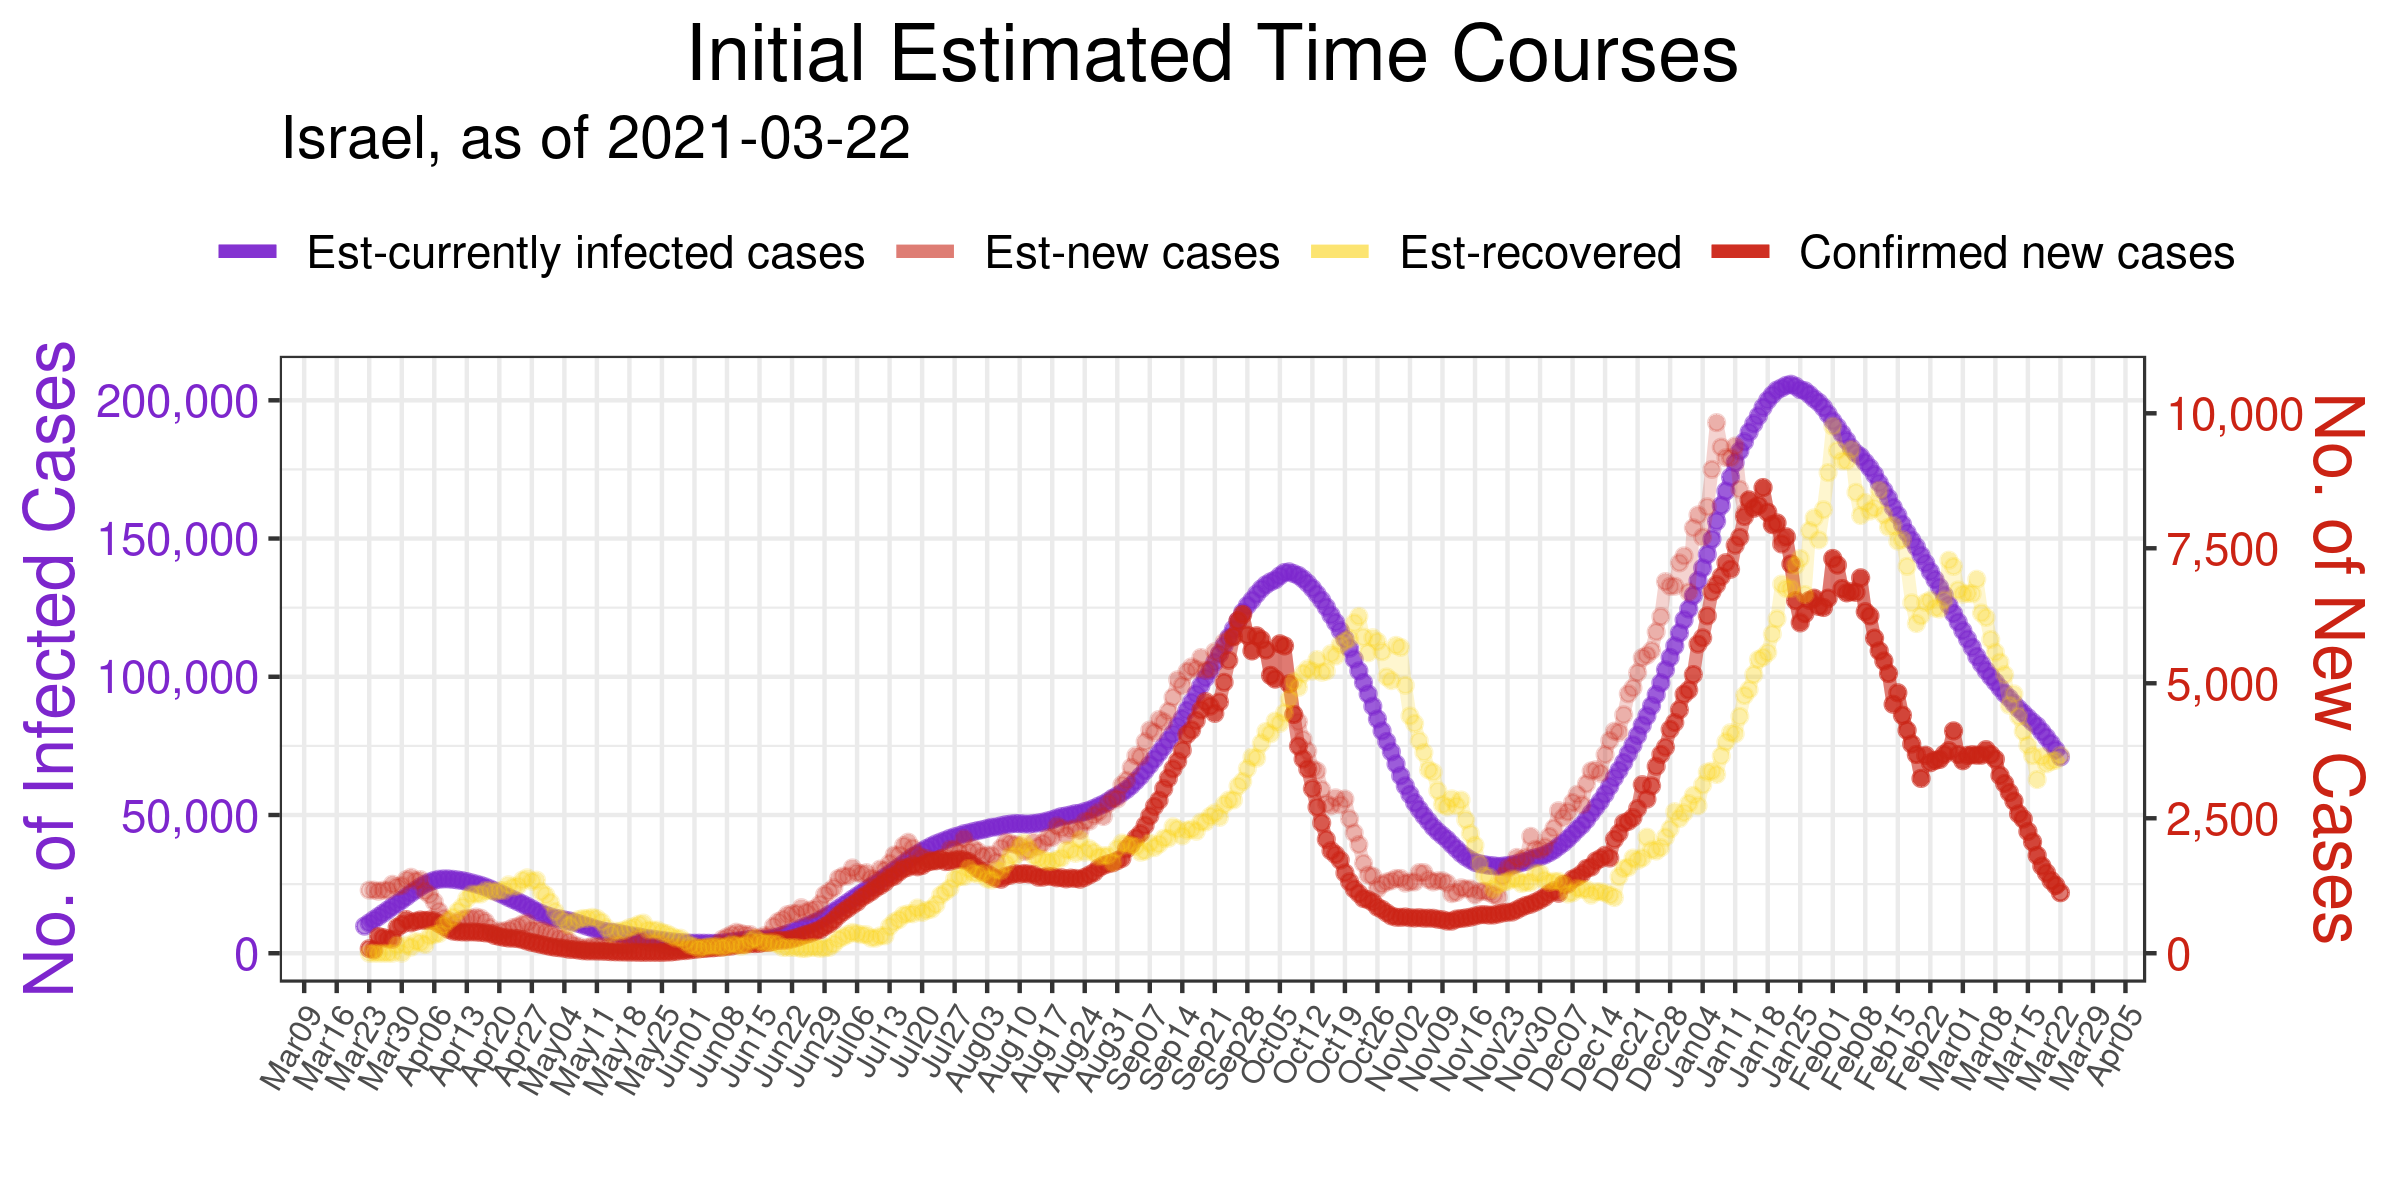 Initial Estimated Time Courses
Israel, as of 2021-03-22
Est-currently infected cases Est-new cases Est-recovered Confirmed new cases
No. of Infected Cases
200,000
150,000
100,000
50,000
0
10,000
7,500
5,000
2,500
0
No. of New Cases
Mar09
Mar16
Mar23
Mar30
Apr06
Apr13
Apr20
Apr27
May04
May11
May18
May25
Jun01
Jun08
Jun15
Jun22
Jun29
Jul06
Jul13
Jul20
Jul27
Aug03
Aug10
Aug17
Aug24
Aug31
Sep07
Sep14
Sep21
Sep28
Oct05
Oct12
Oct19
Oct26
Nov02
Nov09
Nov16
Nov23
Nov30
Dec07
Dec14
Dec21
Dec28
Jan04
Jan11
Jan18
Jan25
Feb01
Feb08
Feb15
Feb22
Mar01
Mar08
Mar15
Mar22
Mar29
Apr05